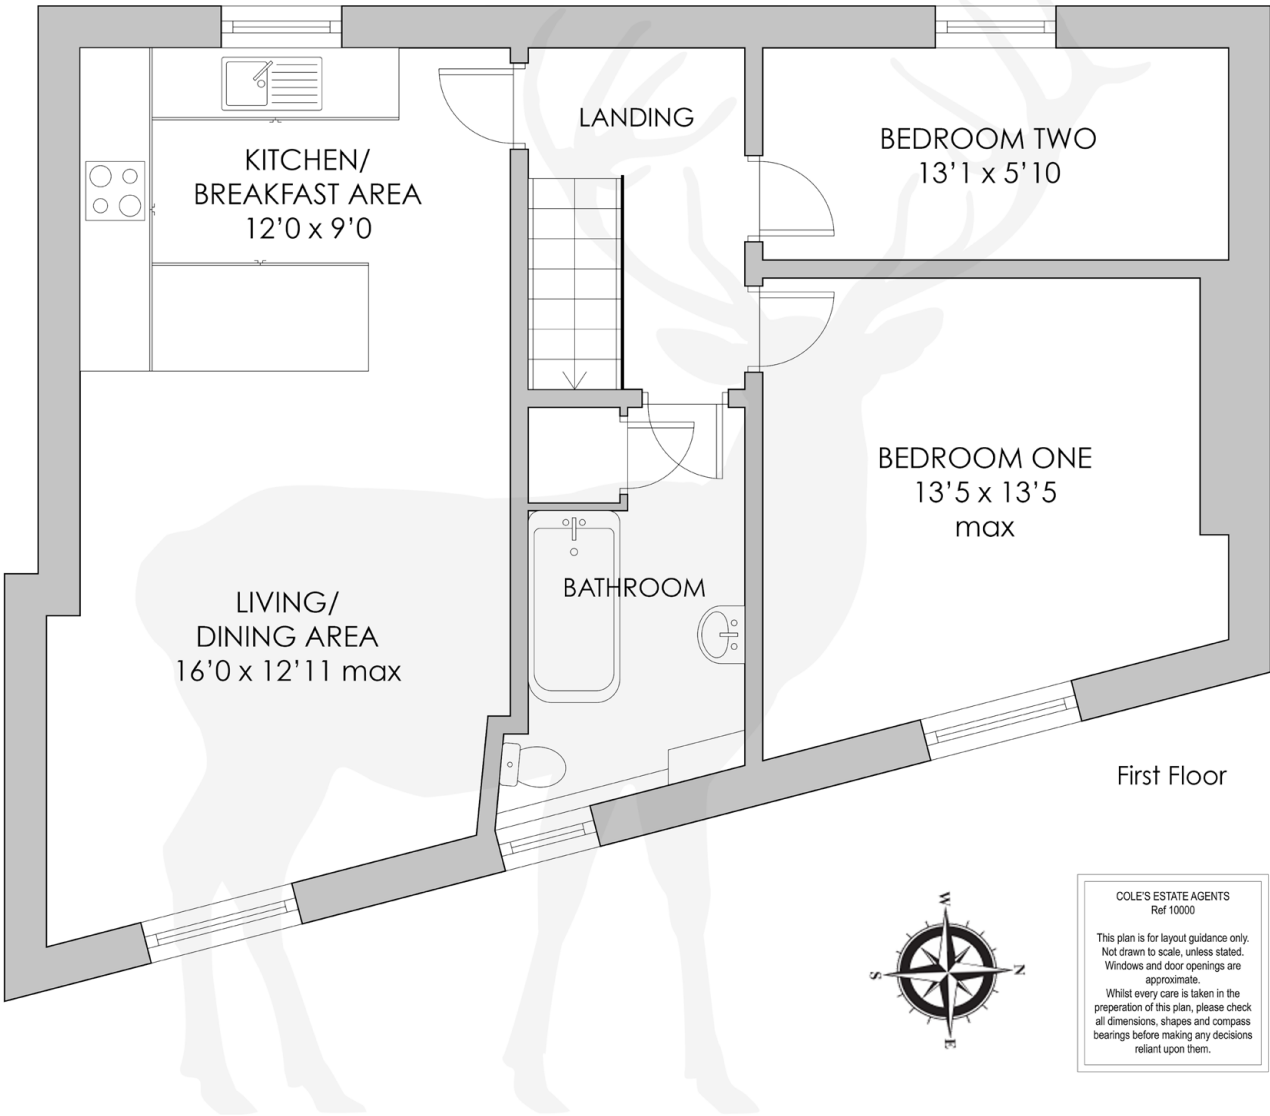 LANDING
BEDROOM TWO
13'1 x 5'10
KITCHEN/
BREAKFAST AREA
12'0 x 9'0
BEDROOM ONE
13'5 x 13'5
max
BATHROOM
LIVING/
DINING AREA
16'0 x 12'11 max
First Floor
W
N
S
E
COLE'S ESTATE AGENTS
Ref 10000
This plan is for layout guidance only.
Not drawn to scale, unless stated.
Windows and door openings are
approximate.
Whilst every care is taken in the
preperation of this plan, please check
all dimensions, shapes and compass
bearings before making any decisions
reliant upon them.